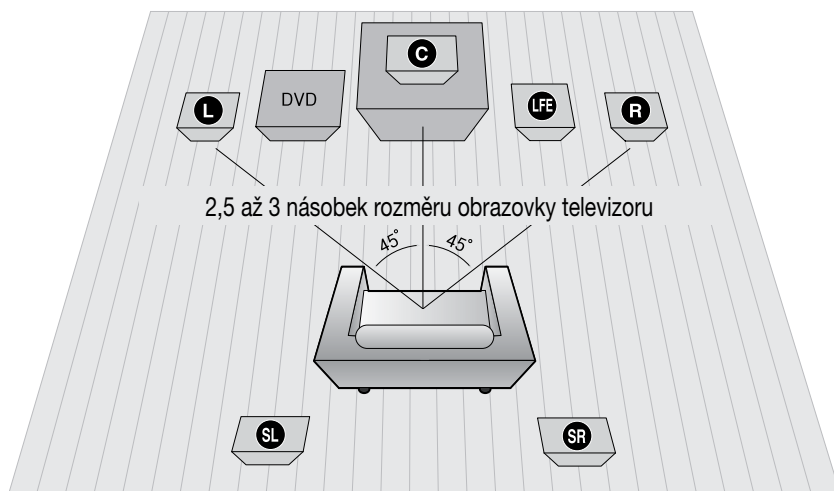 C
L
DVD
LFE
R
2,5 až 3 násobek rozměru obrazovky televizoru
45˚
45˚
SL
SR